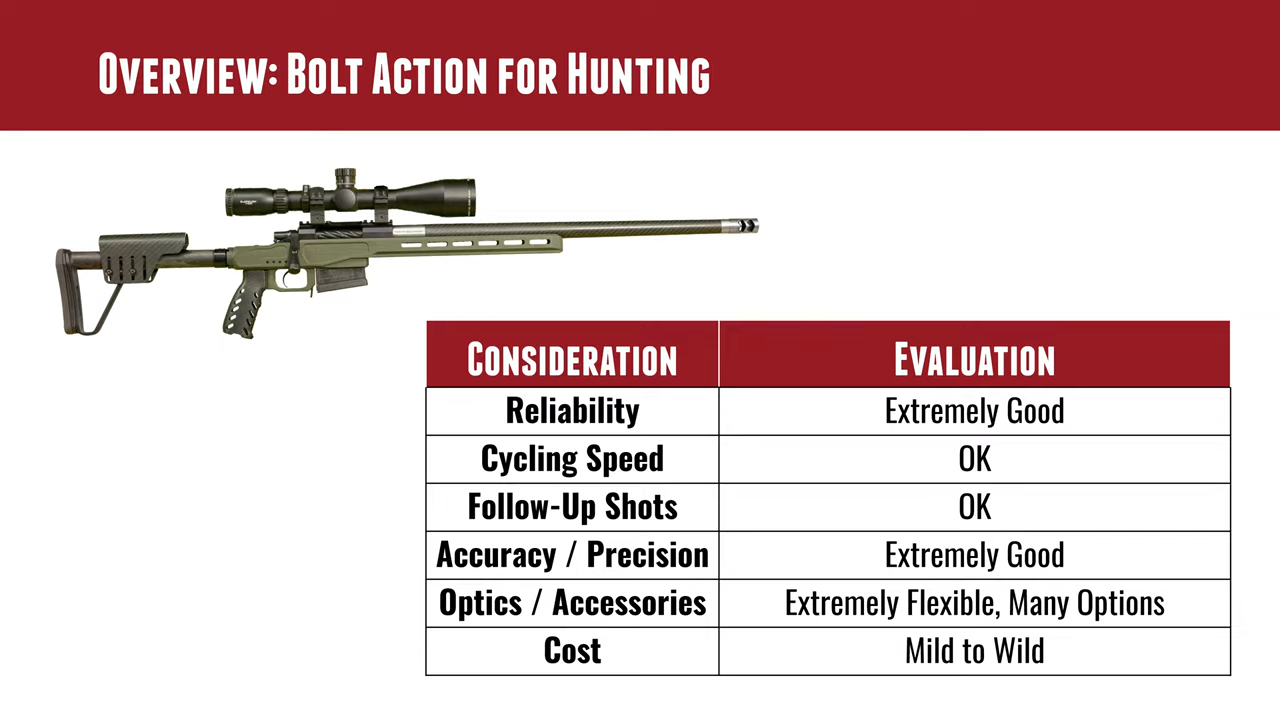 Overview: Bolt Action for Hunting
Consideration Evaluation
Reliability Extremely Good
Cycling Speed OK
Follow-Up Shots OK
Accuracy / Precision Extremely Good
Optics / Accessories Extremely Flexible, Many Options
Cost Mild to Wild